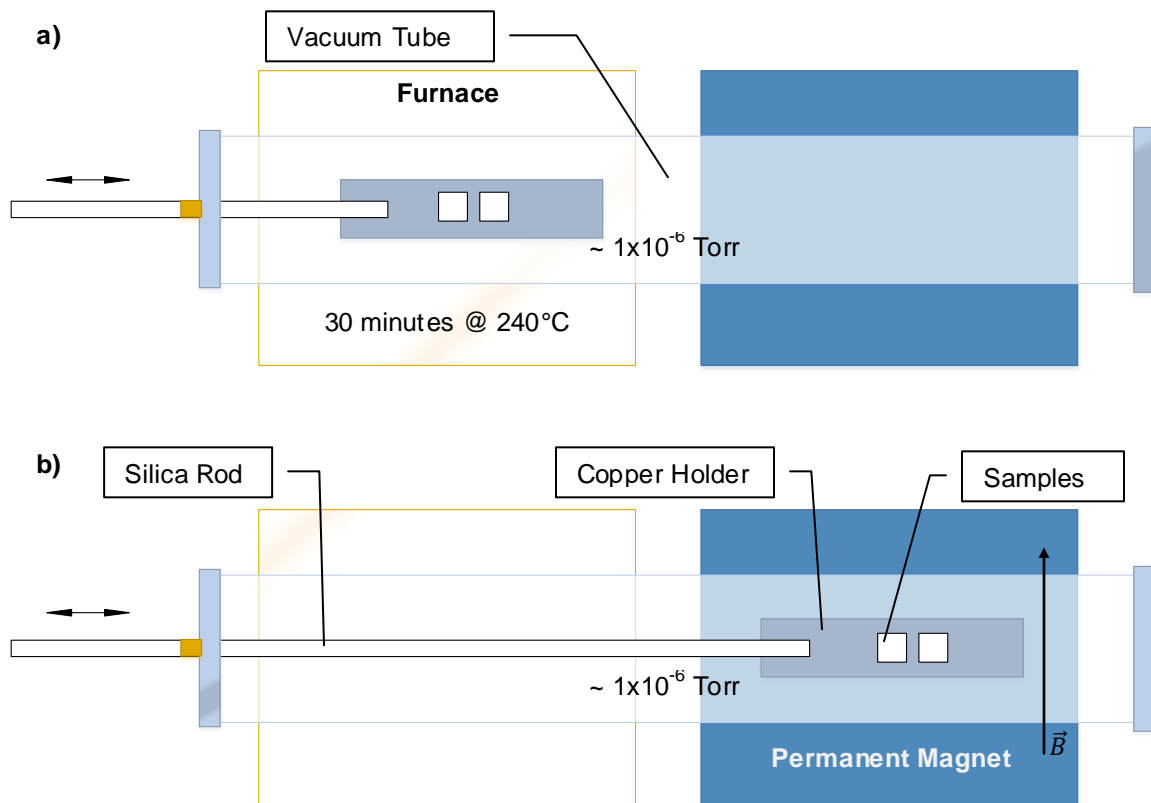 a)
Vacuum Tube
Furnace
~ 1x10⁻⁶ Torr
30 minutes @ 240°C
b)
Silica Rod
Copper Holder
Samples
~ 1x10⁻⁶ Torr
B⃗
Permanent Magnet